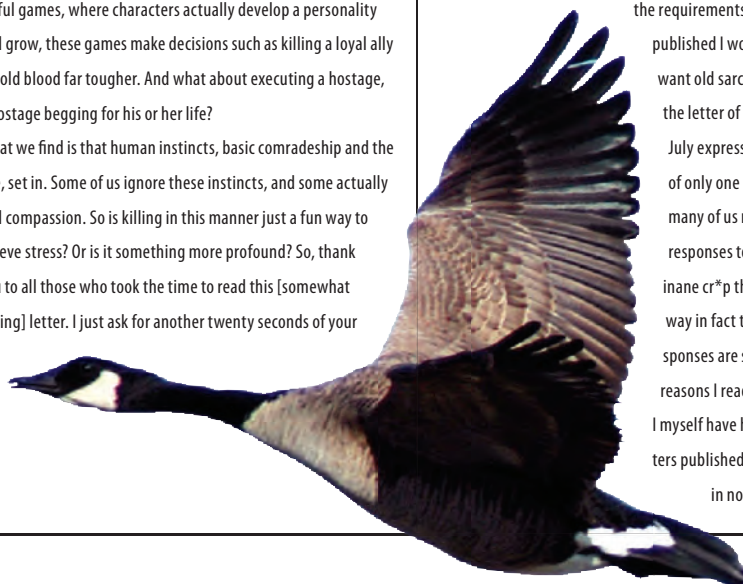 ful games, where characters actually develop a personality
grow, these games make decisions such as killing a loyal ally
old blood far tougher. And what about executing a hostage,
ostage begging for his or her life?
at we find is that human instincts, basic comradeship and the
, set in. Some of us ignore these instincts, and some actually
compassion. So is killing in this manner just a fun way to
eve stress? Or is it something more profound? So, thank
to all those who took the time to read this [somewhat
ing] letter. I just ask for another twenty seconds of your
the requirements
published I wo
want old sarc
the letter of
July express
of only one
many of us
responses t
inane cr*p th
way in fact t
sponses are s
reasons I rea
I myself have h
ters published
in no